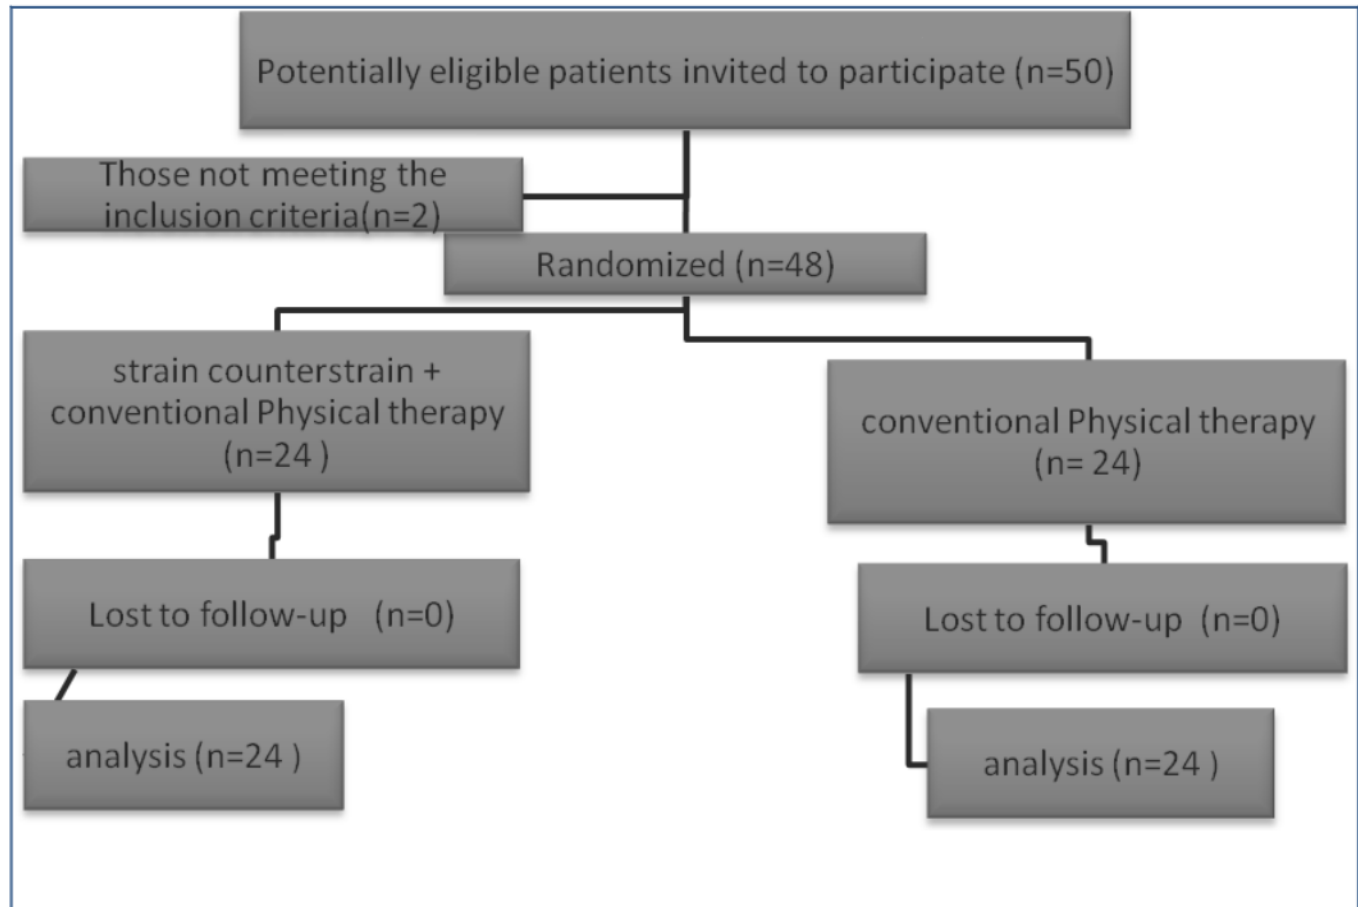 Potentially eligible patients invited to participate (n=50)
Those not meeting the
inclusion criteria(n=2)
Randomized (n=48)
strain counterstrain +
conventional Physical therapy
(n=24 )
conventional Physical therapy
(n= 24)
Lost to follow-up (n=0)
Lost to follow-up (n=0)
analysis (n=24 )
analysis (n=24 )